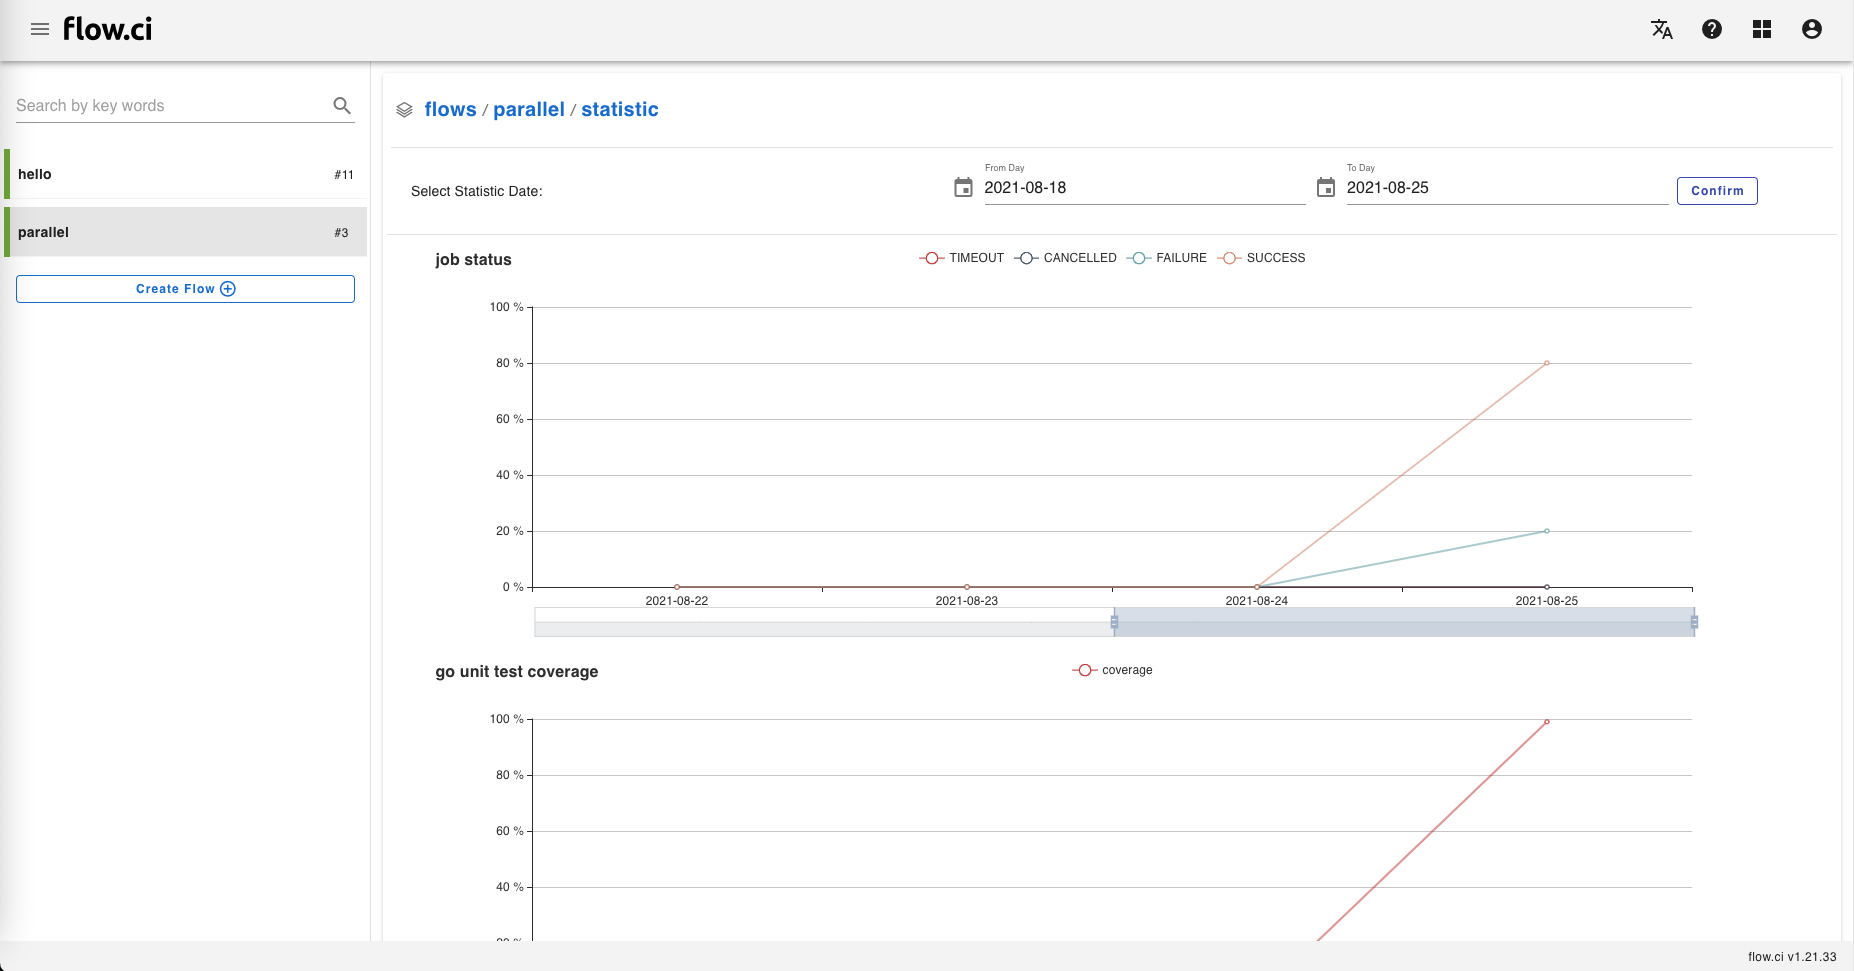 flow.ci
Search by key words
hello #11
parallel #3
Create Flow
flows / parallel / statistic
Select Statistic Date:
From Day
2021-08-18
To Day
2021-08-25
Confirm
job status
TIMEOUT CANCELLED FAILURE SUCCESS
100 %
80 %
60 %
40 %
20 %
0 %
2021-08-22 2021-08-23 2021-08-24 2021-08-25
go unit test coverage
coverage
100 %
80 %
60 %
40 %
20 %
flow.ci v1.21.33